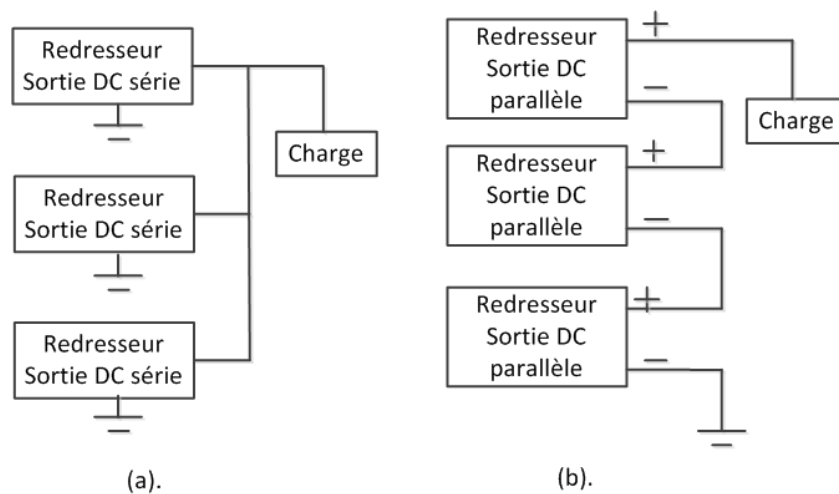 Redresseur
Sortie DC série
Charge
Redresseur
Sortie DC série
Redresseur
Sortie DC série
(a).
Redresseur
Sortie DC
parallèle
+
−
Charge
Redresseur
Sortie DC
parallèle
+
−
Redresseur
Sortie DC
parallèle
+
−
(b).